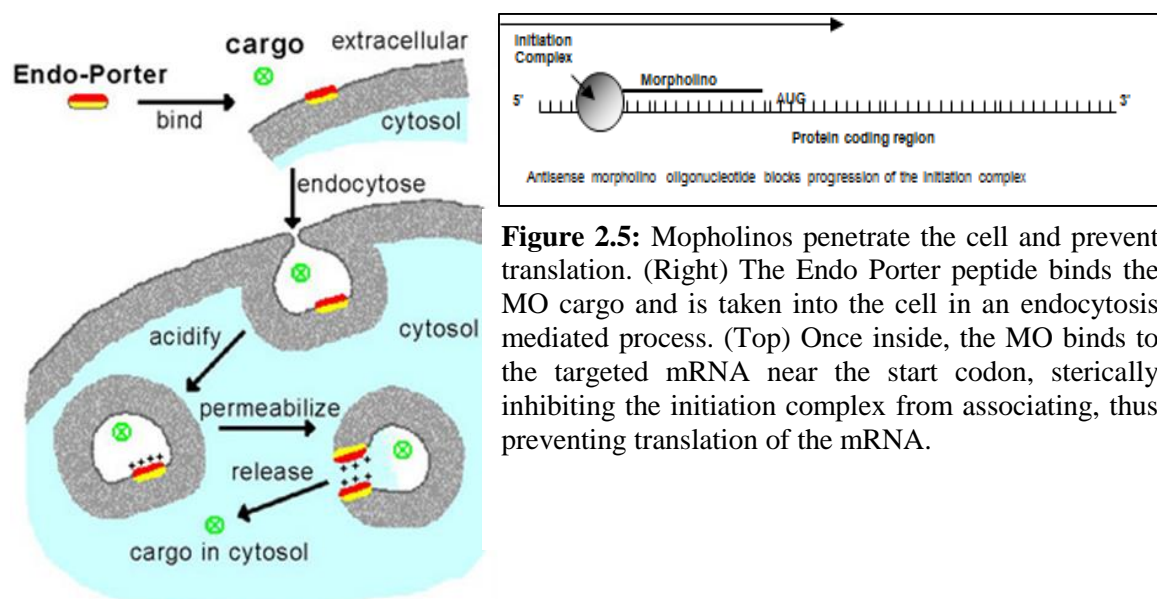 cargo
extracellular
Endo-Porter
bind
cytosol
endocytose
cytosol
acidify
permeabilize
release
cargo in cytosol
Initiation
Complex
Morpholino
5'
AUG
3'
Protein coding region
Antisense morpholino oligonucleotide blocks progression of the initiation complex
Figure 2.5: Mopholinos penetrate the cell and prevent
translation. (Right) The Endo Porter peptide binds the
MO cargo and is taken into the cell in an endocytosis
mediated process. (Top) Once inside, the MO binds to
the targeted mRNA near the start codon, sterically
inhibiting the initiation complex from associating, thus
preventing translation of the mRNA.